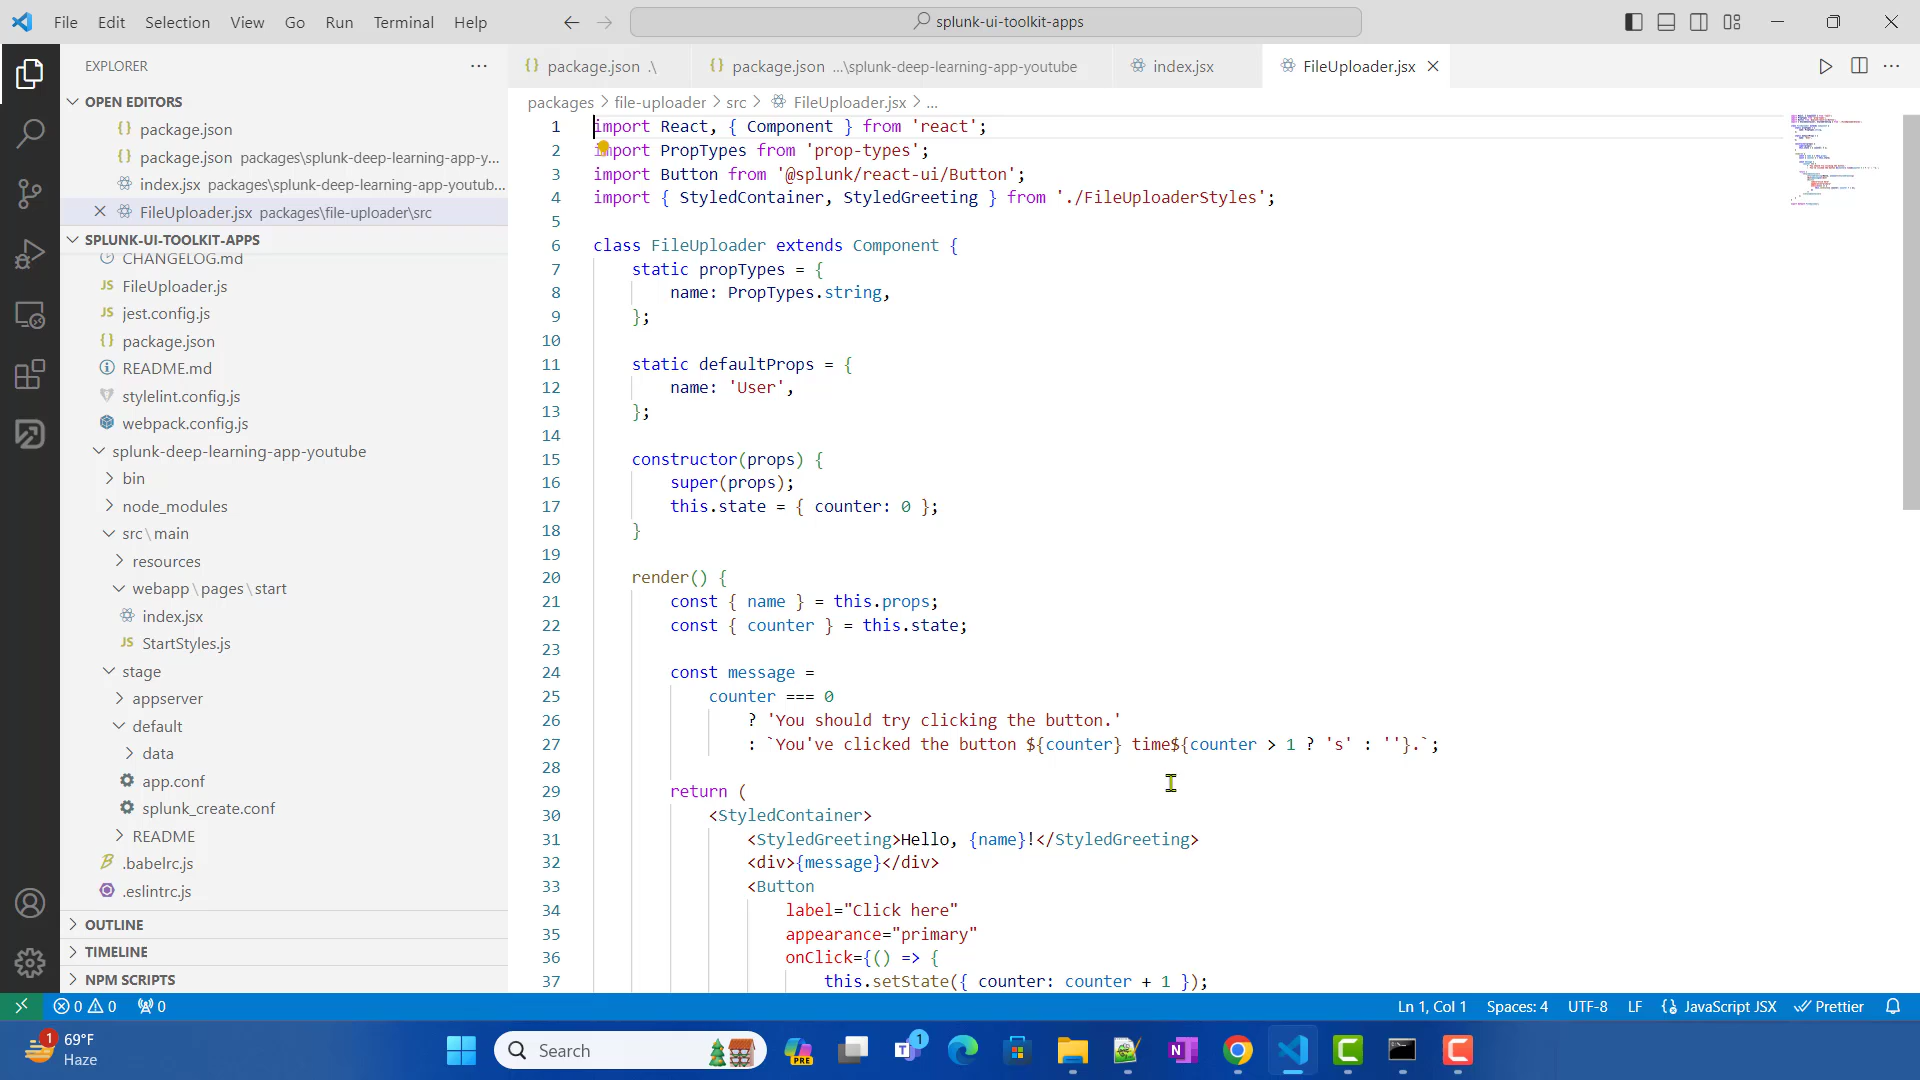 File Edit Selection View Go Run Terminal Help
splunk-ui-toolkit-apps
EXPLORER
package.json .\
package.json ...\splunk-deep-learning-app-youtube
index.jsx
FileUploader.jsx
OPEN EDITORS
package.json
package.json packages\splunk-deep-learning-app-y...
index.jsx packages\splunk-deep-learning-app-youtub...
FileUploader.jsx packages\file-uploader\src
SPLUNK-UI-TOOLKIT-APPS
CHANGELOG.md
FileUploader.js
jest.config.js
package.json
README.md
stylelint.config.js
webpack.config.js
splunk-deep-learning-app-youtube
bin
node_modules
src\main
resources
webapp\pages\start
index.jsx
StartStyles.js
stage
appserver
default
data
app.conf
splunk_create.conf
README
.babelrc.js
.eslintrc.js
OUTLINE
TIMELINE
NPM SCRIPTS
packages > file-uploader > src > FileUploader.jsx > ...
1 import React, { Component } from 'react';
2 import PropTypes from 'prop-types';
3 import Button from '@splunk/react-ui/Button';
4 import { StyledContainer, StyledGreeting } from './FileUploaderStyles';
5
6 class FileUploader extends Component {
7 static propTypes = {
8 name: PropTypes.string,
9 };
10
11 static defaultProps = {
12 name: 'User',
13 };
14
15 constructor(props) {
16 super(props);
17 this.state = { counter: 0 };
18 }
19
20 render() {
21 const { name } = this.props;
22 const { counter } = this.state;
23
24 const message =
25 counter === 0
26 ? 'You should try clicking the button.'
27 : `You've clicked the button ${counter} time${counter > 1 ? 's' : ''}.`;
28
29 return (
30 <StyledContainer>
31 <StyledGreeting>Hello, {name}!</StyledGreeting>
32 <div>{message}</div>
33 <Button
34 label="Click here"
35 appearance="primary"
36 onClick={() => {
37 this.setState({ counter: counter + 1 });
0 0 0
Ln 1, Col 1 Spaces: 4 UTF-8 LF {} JavaScript JSX Prettier
1 69°F
Haze
Search
PRE
T 1
N